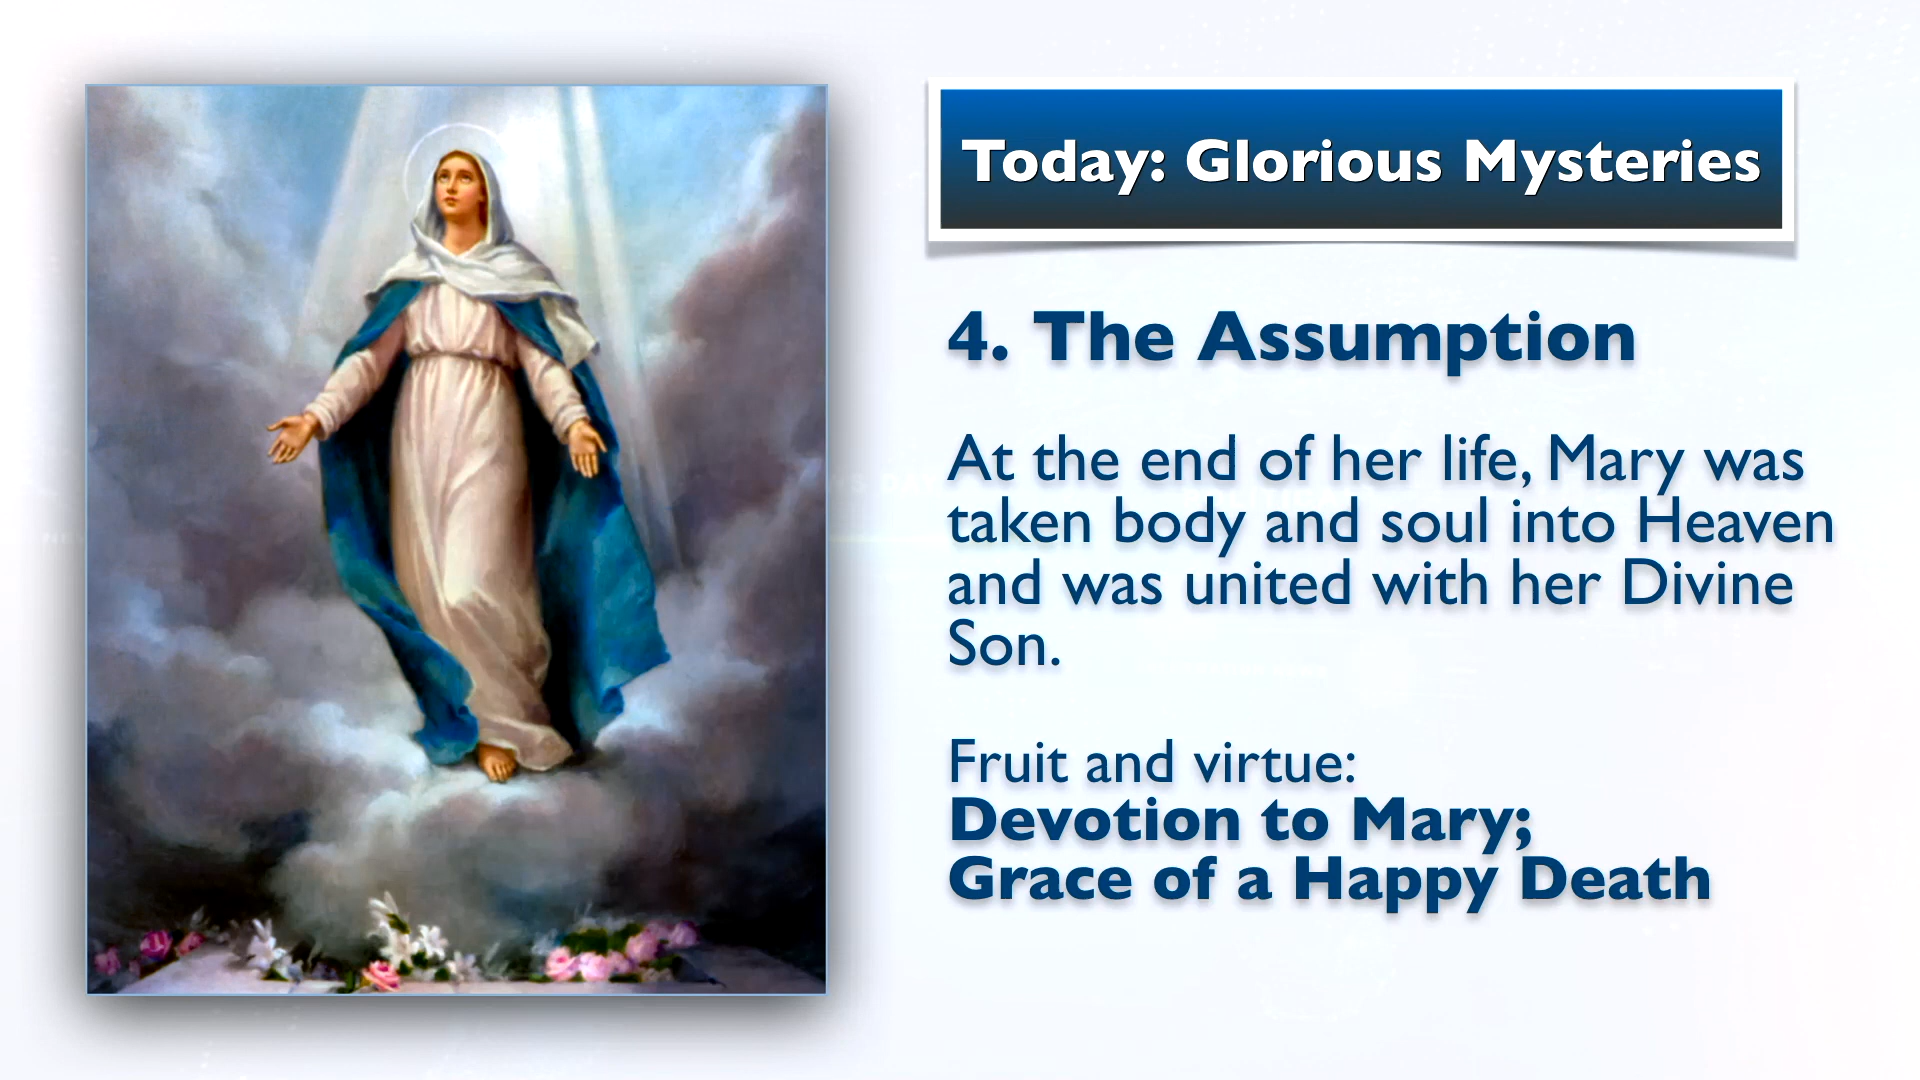 Today: Glorious Mysteries
4. The Assumption
At the end of her life, Mary was
taken body and soul into Heaven
and was united with her Divine
Son.
Fruit and virtue:
Devotion to Mary;
Grace of a Happy Death